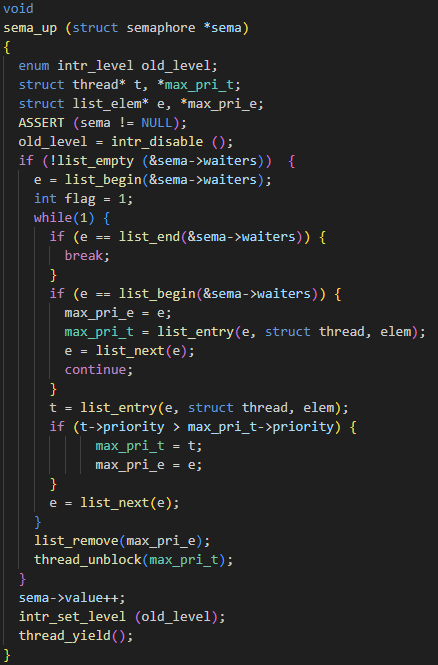 void
sema_up (struct semaphore *sema)
{
  enum intr_level old_level;
  struct thread* t, *max_pri_t;
  struct list_elem* e, *max_pri_e;
  ASSERT (sema != NULL);
  old_level = intr_disable ();
  if (!list_empty (&sema->waiters))  {
    e = list_begin(&sema->waiters);
    int flag = 1;
    while(1) {
      if (e == list_end(&sema->waiters)) {
        break;
      }
      if (e == list_begin(&sema->waiters)) {
        max_pri_e = e;
        max_pri_t = list_entry(e, struct thread, elem);
        e = list_next(e);
        continue;
      }
      t = list_entry(e, struct thread, elem);
      if (t->priority > max_pri_t->priority) {
            max_pri_t = t;
            max_pri_e = e;
      }
      e = list_next(e);
    }
    list_remove(max_pri_e);
    thread_unblock(max_pri_t);
  }
  sema->value++;
  intr_set_level (old_level);
  thread_yield();
}